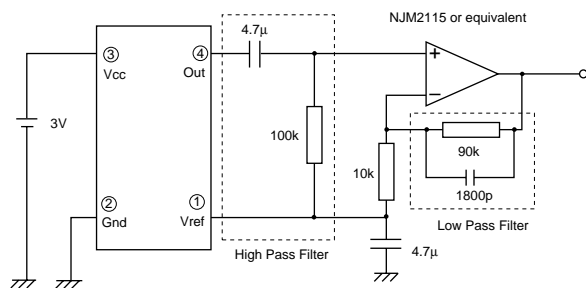 NJM2115 or equivalent
4.7μ
③
Vcc
④
Out
+
−
3V
100k
10k
90k
1800p
②
Gnd
①
Vref
Low Pass Filter
High Pass Filter
4.7μ